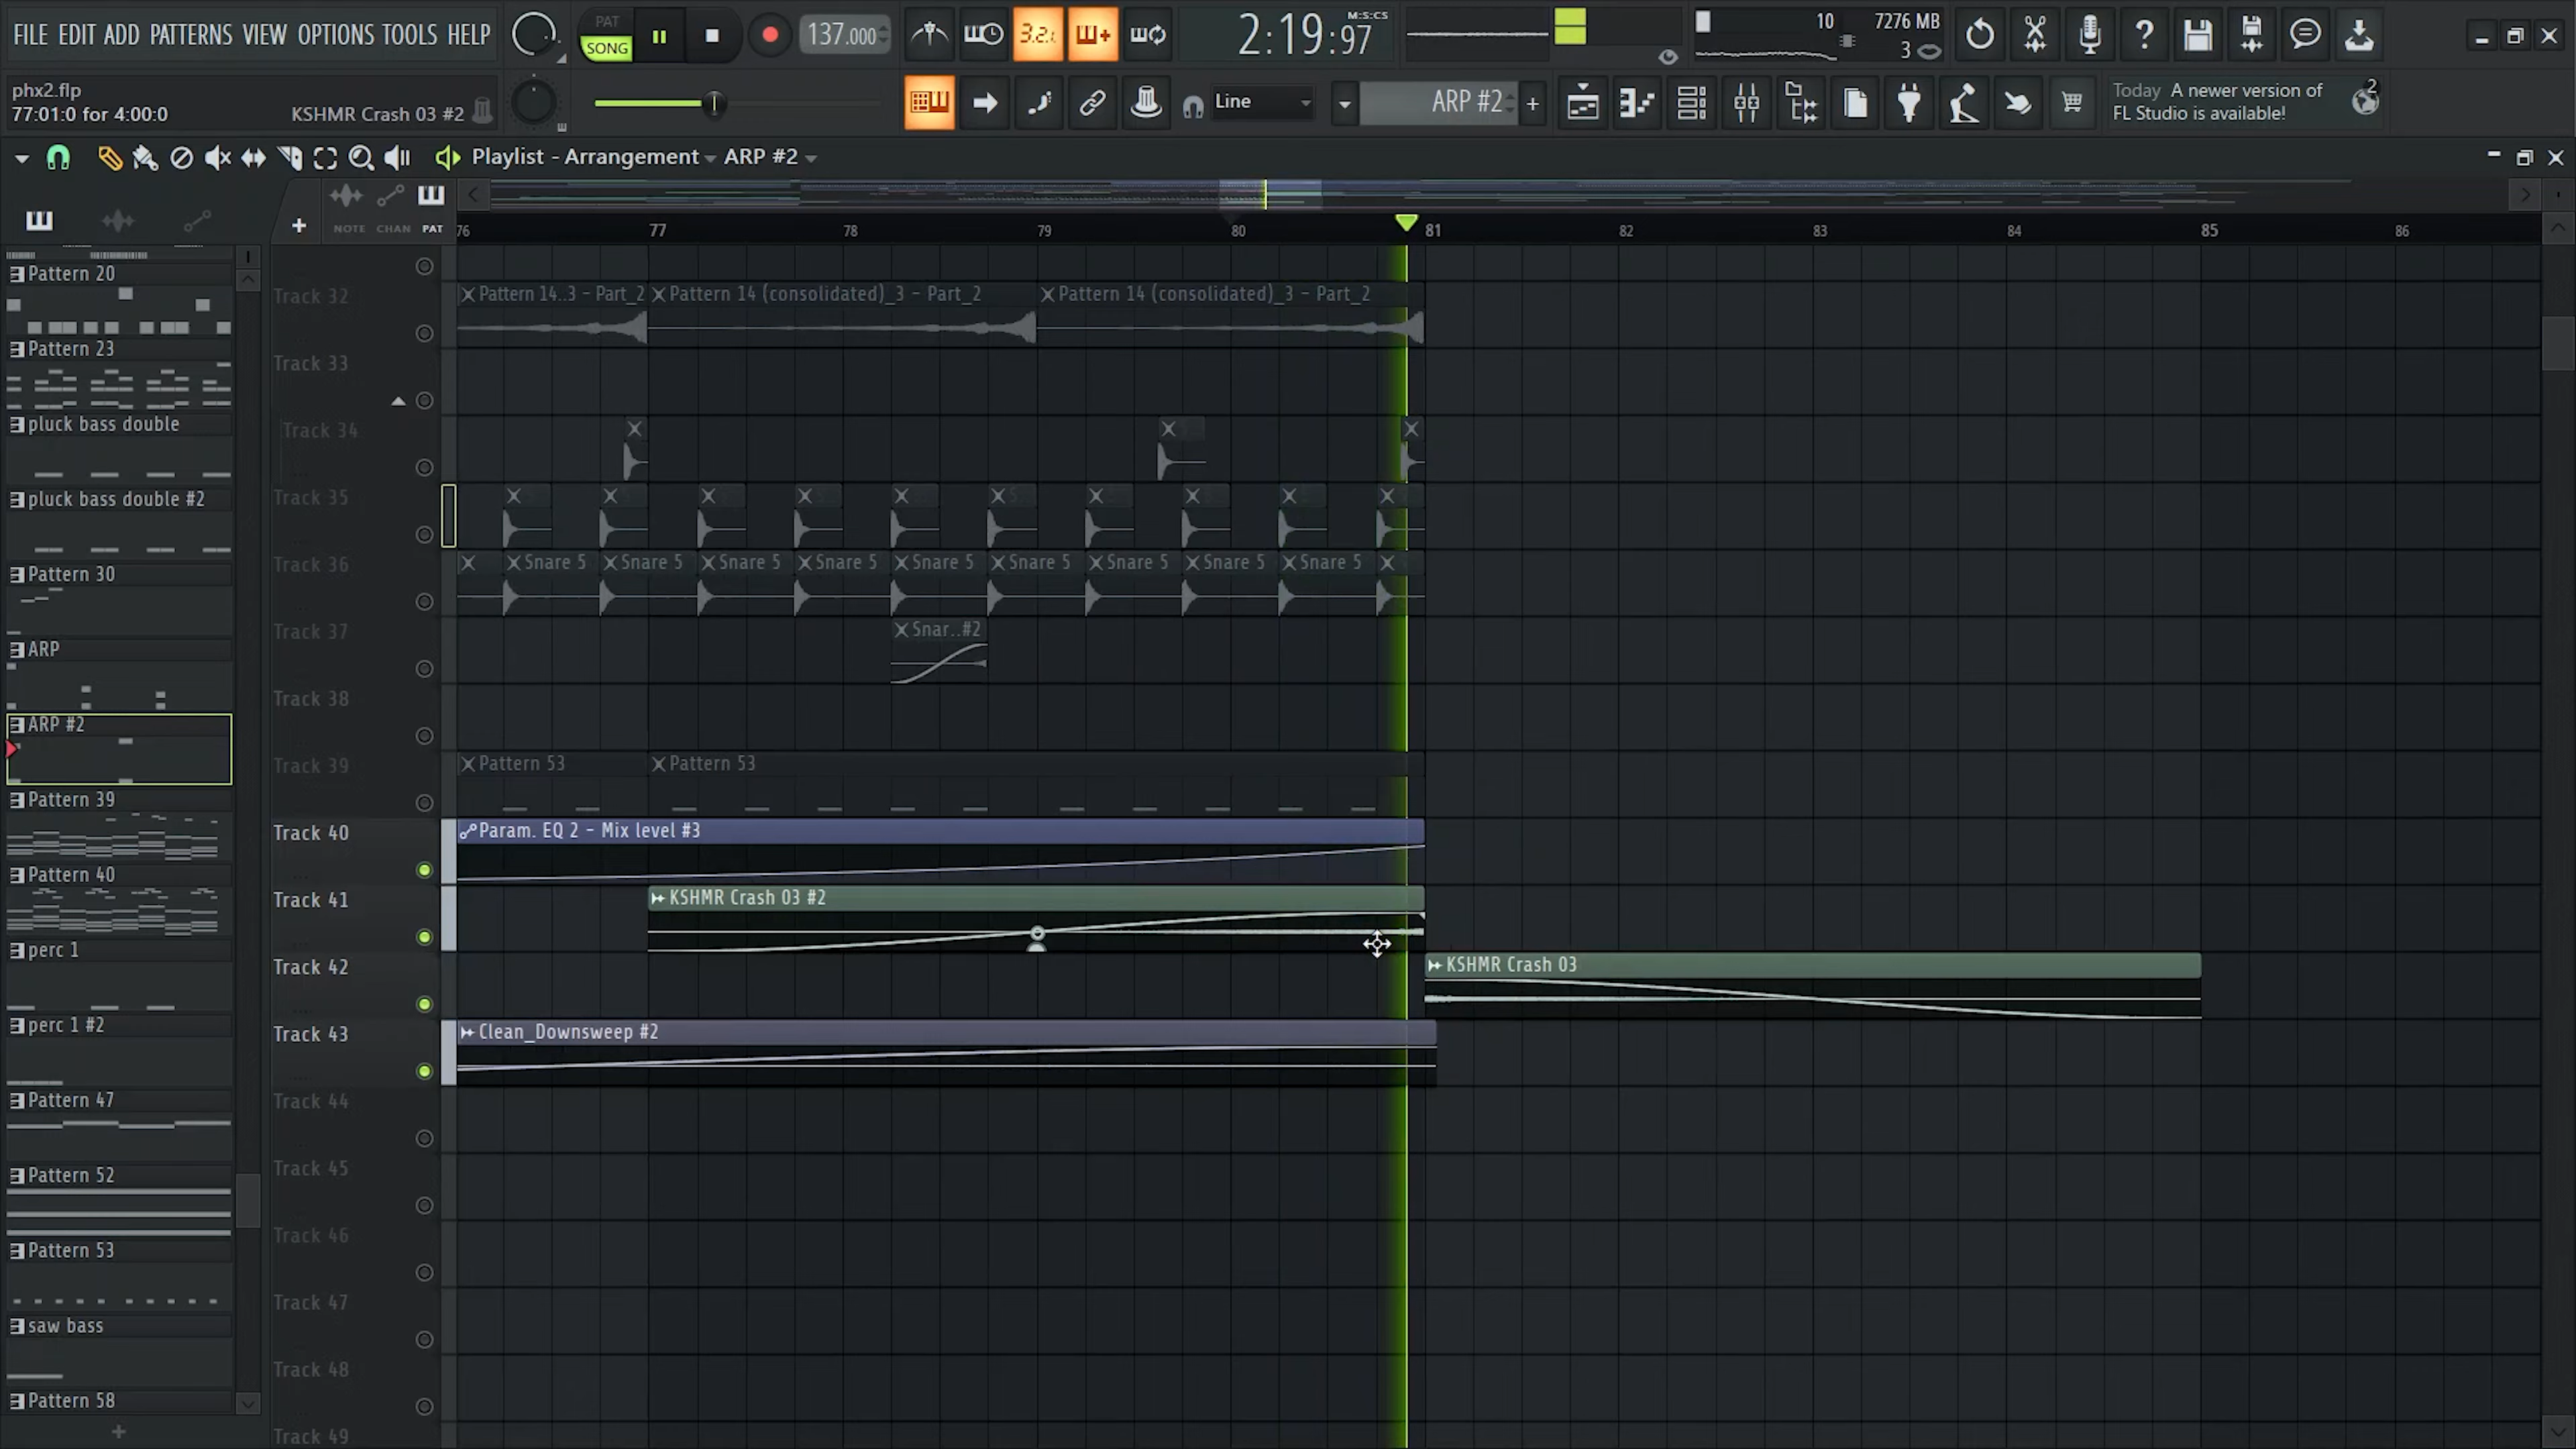 FILE EDIT ADD PATTERNS VIEW OPTIONS TOOLS HELP
PAT
SONG
137.000
3.2.
2:19:97
M:S:CS
10
7276 MB
3
phx2.flp
77:01:0 for 4:00:0
KSHMR Crash 03 #2
Line
ARP #2
Today A newer version of
FL Studio is available!
2
Playlist - Arrangement
ARP #2
NOTE CHAN PAT
76 77 78 79 80 81 82 83 84 85 86
Pattern 20
Pattern 23
pluck bass double
pluck bass double #2
Pattern 30
ARP
ARP #2
Pattern 39
Pattern 40
perc 1
perc 1 #2
Pattern 47
Pattern 52
Pattern 53
saw bass
Pattern 58
Track 32
Pattern 14..3 - Part_2
Pattern 14 (consolidated)_3 - Part_2
Pattern 14 (consolidated)_3 - Part_2
Track 33
Track 34
Track 35
Track 36
Snare 5 Snare 5 Snare 5 Snare 5 Snare 5 Snare 5 Snare 5 Snare 5 Snare 5
Track 37
Snar..#2
Track 38
Track 39
Pattern 53
Pattern 53
Track 40
Param. EQ 2 - Mix level #3
Track 41
KSHMR Crash 03 #2
Track 42
KSHMR Crash 03
Track 43
Clean_Downsweep #2
Track 44
Track 45
Track 46
Track 47
Track 48
Track 49